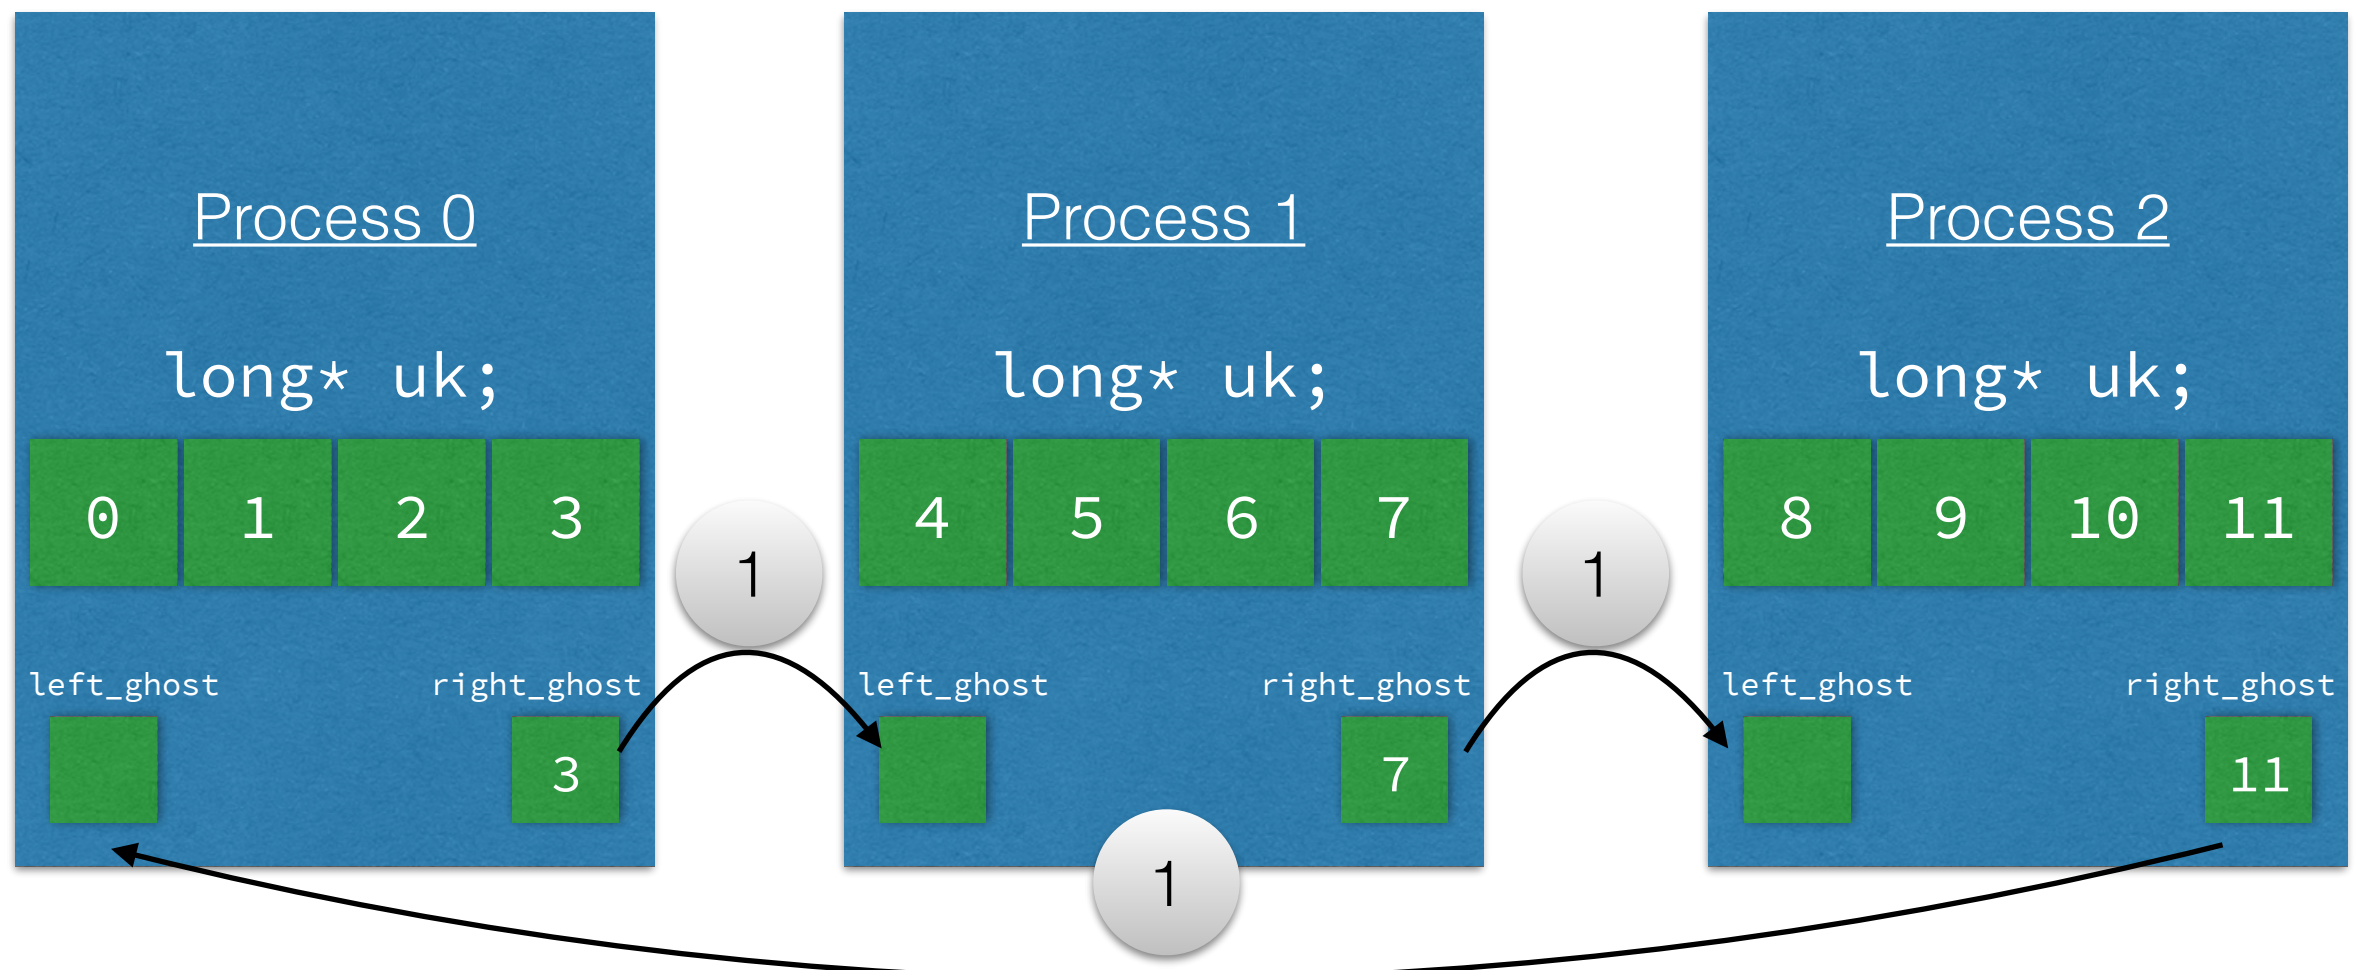 Process 0
Process 1
Process 2
long* uk;
long* uk;
long* uk;
0 1 2 3
4 5 6 7
8 9 10 11
1
1
left_ghost right_ghost
left_ghost right_ghost
left_ghost right_ghost
3
7
11
1